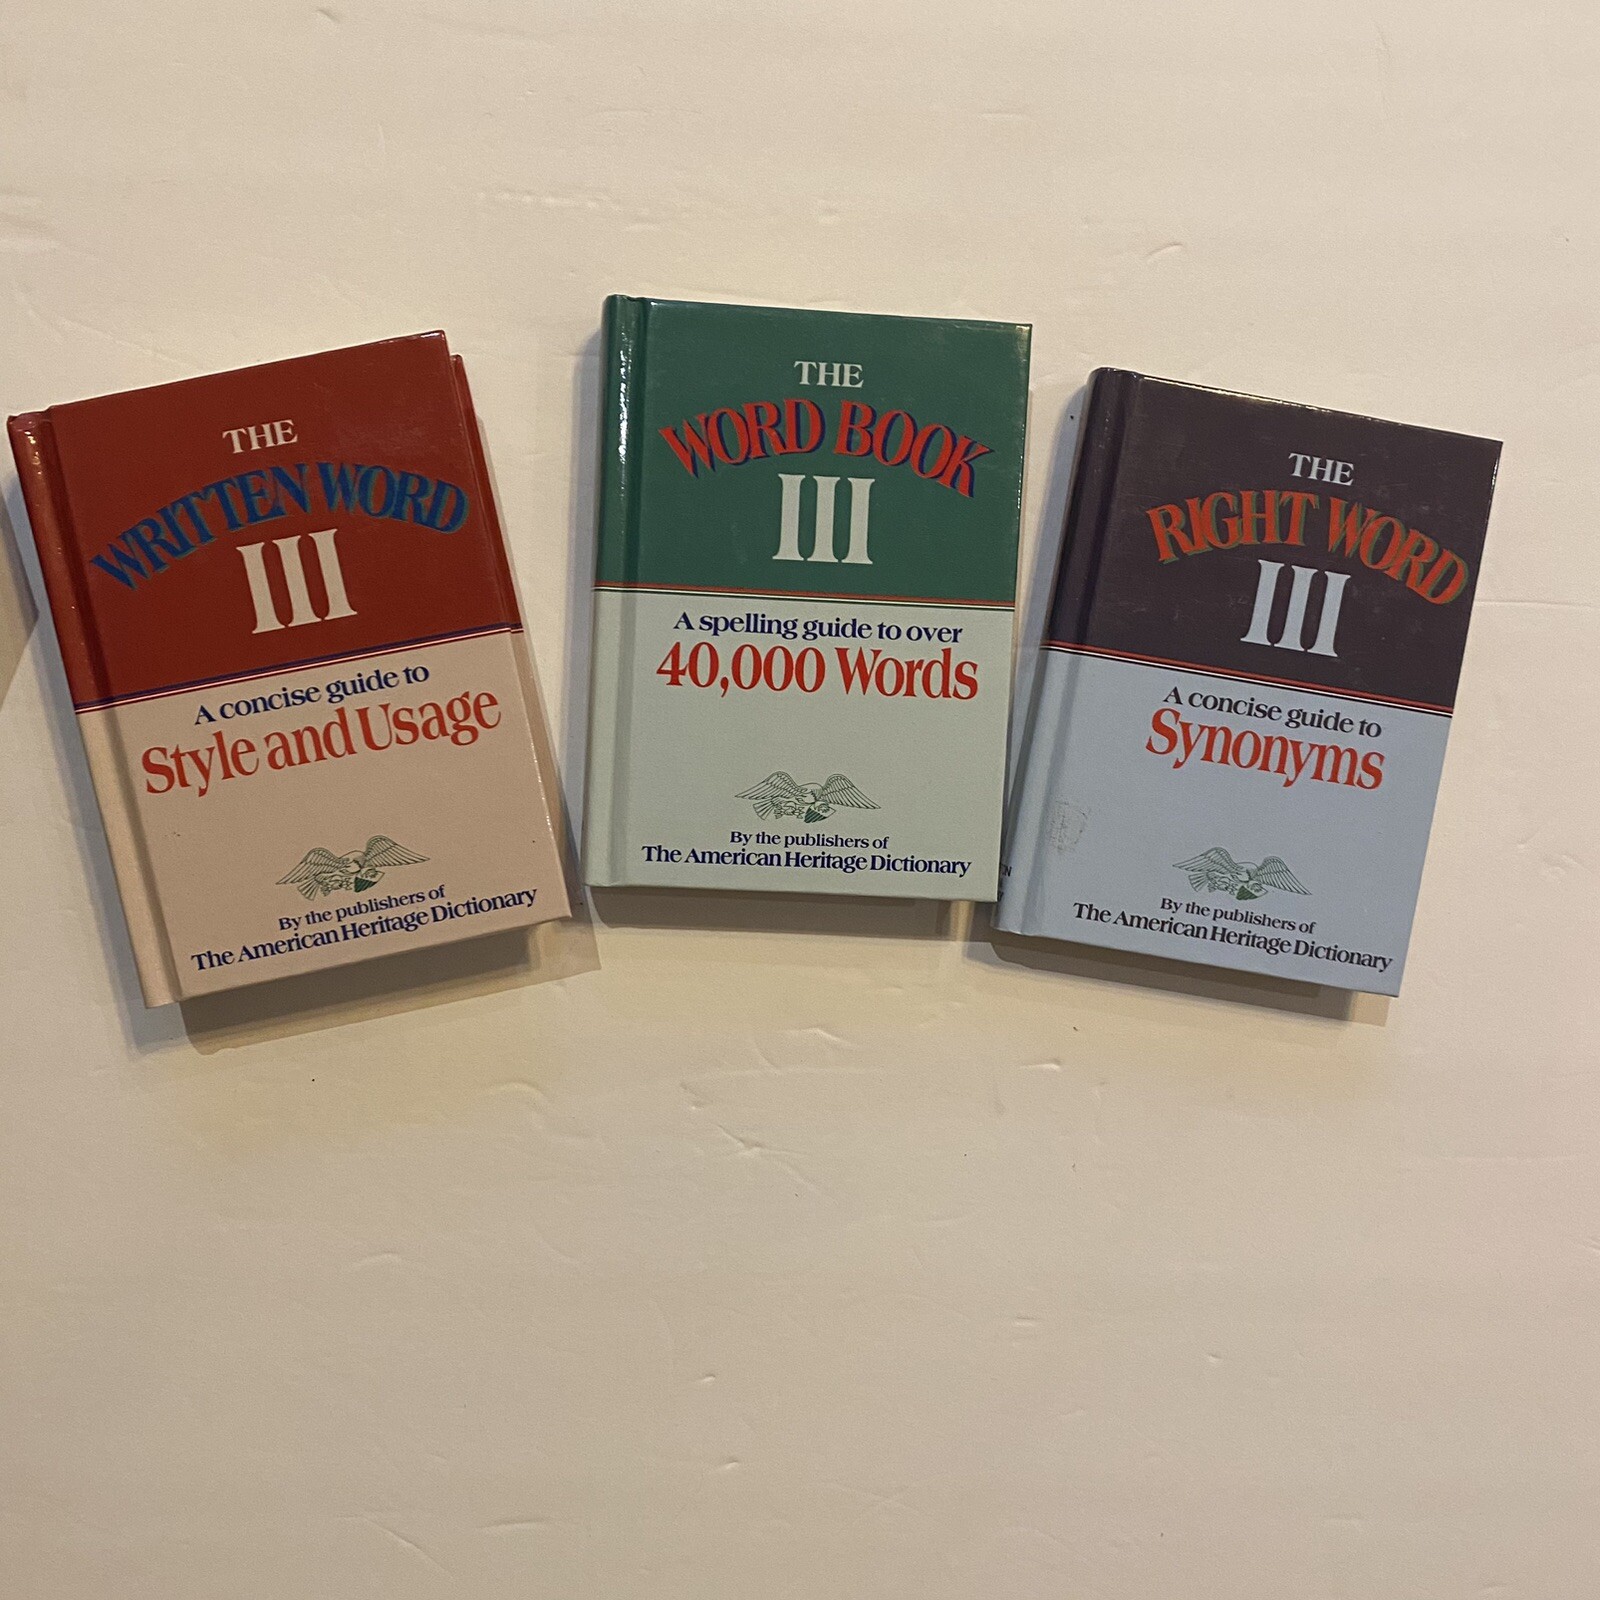 THE
WRITTEN WORD
III
A concise guide to
Style and Usage
By the publishers of
The American Heritage Dictionary
THE
WORD BOOK
III
A spelling guide to over
40,000 Words
By the publishers of
The American Heritage Dictionary
THE
RIGHT WORD
III
A concise guide to
Synonyms
By the publishers of
The American Heritage Dictionary